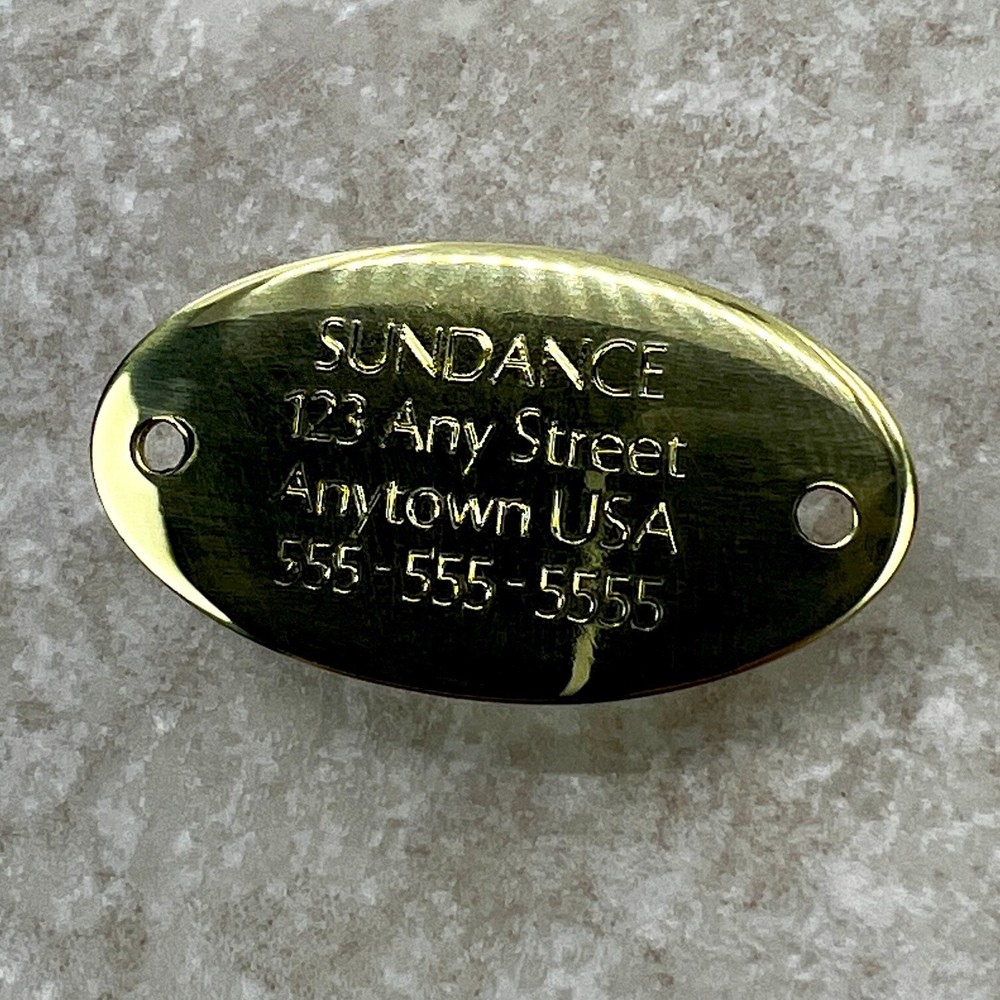 SUNDANCE
123 Any Street
Anytown USA
555-555-5555